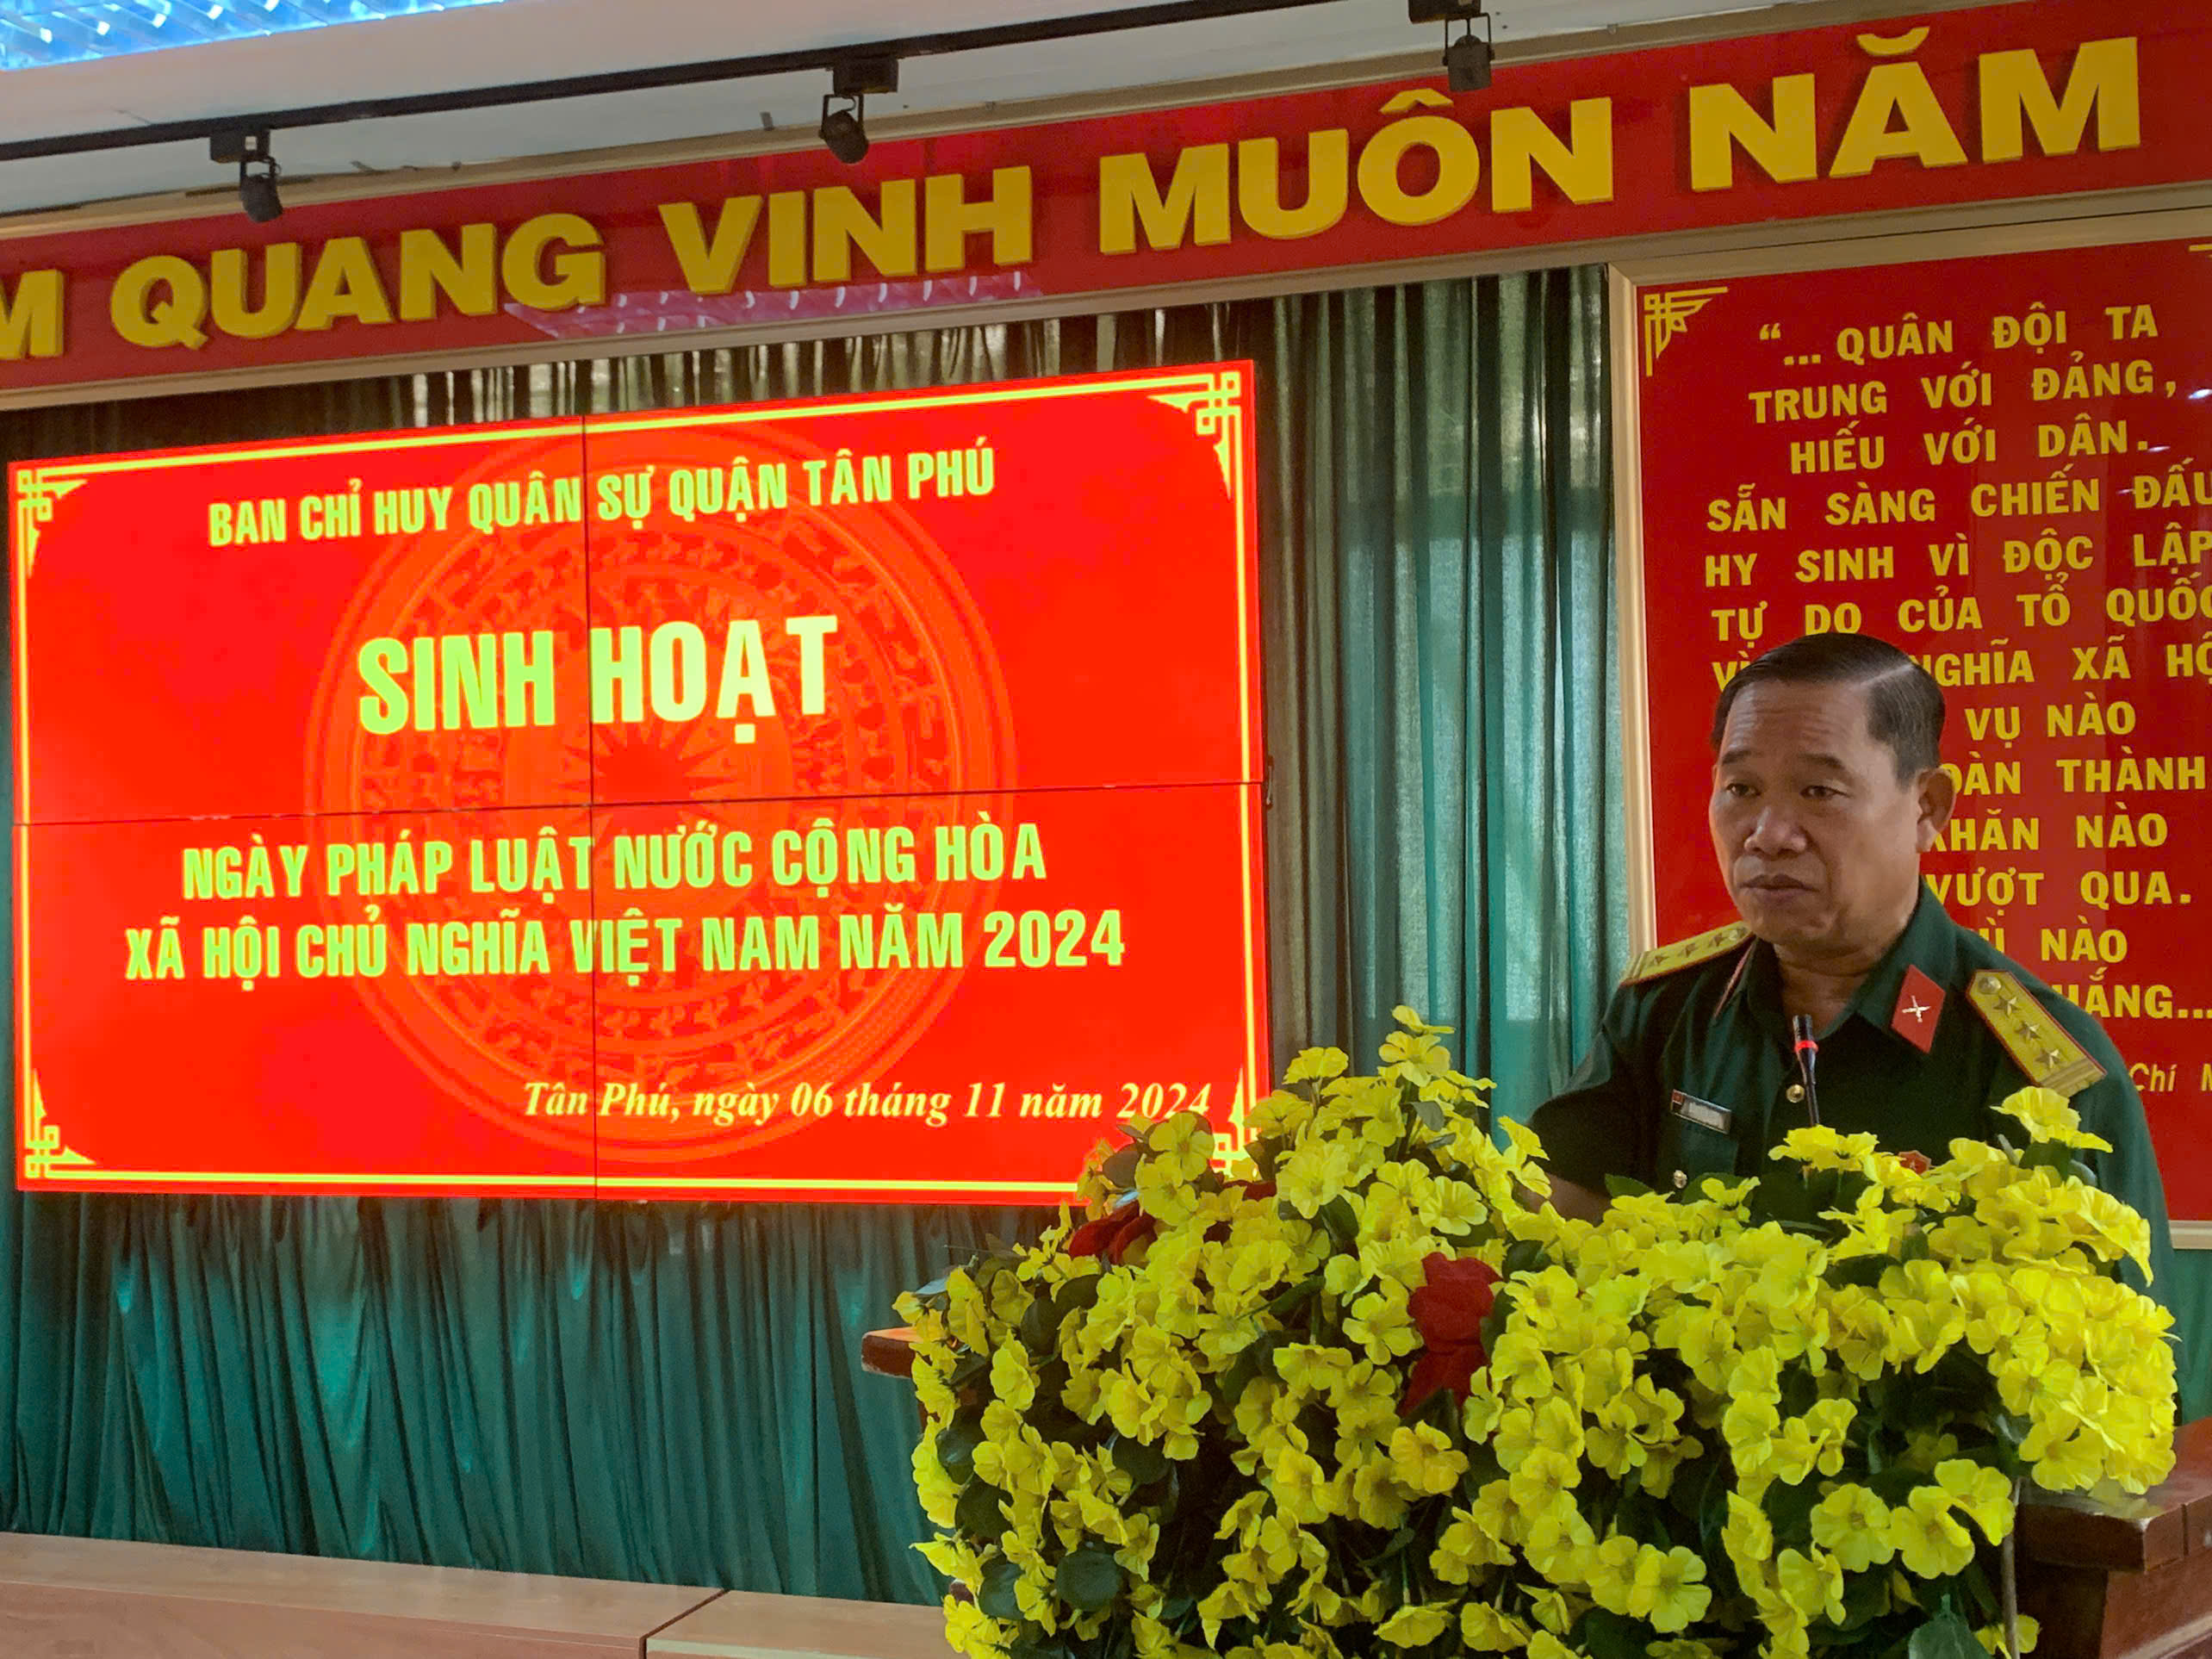 QUANG VINH MUÔN NĂM
BAN CHỈ HUY QUÂN SỰ QUẬN TÂN PHÚ
SINH HOẠT
NGÀY PHÁP LUẬT NƯỚC CỘNG HÒA
XÃ HỘI CHỦ NGHĨA VIỆT NAM NĂM 2024
Tân Phú, ngày 06 tháng 11 năm 2024
“... QUÂN ĐỘI TA
TRUNG VỚI ĐẢNG,
HIẾU VỚI DÂN.
SẴN SÀNG CHIẾN ĐẤU
HY SINH VÌ ĐỘC LẬP
TỰ DO CỦA TỔ QUỐC
NGHĨA XÃ HỘ
VỤ NÀO
OÀN THÀNH
KHĂN NÀO
VƯỢT QUA.
NÀO
HẮNG...
Chí M